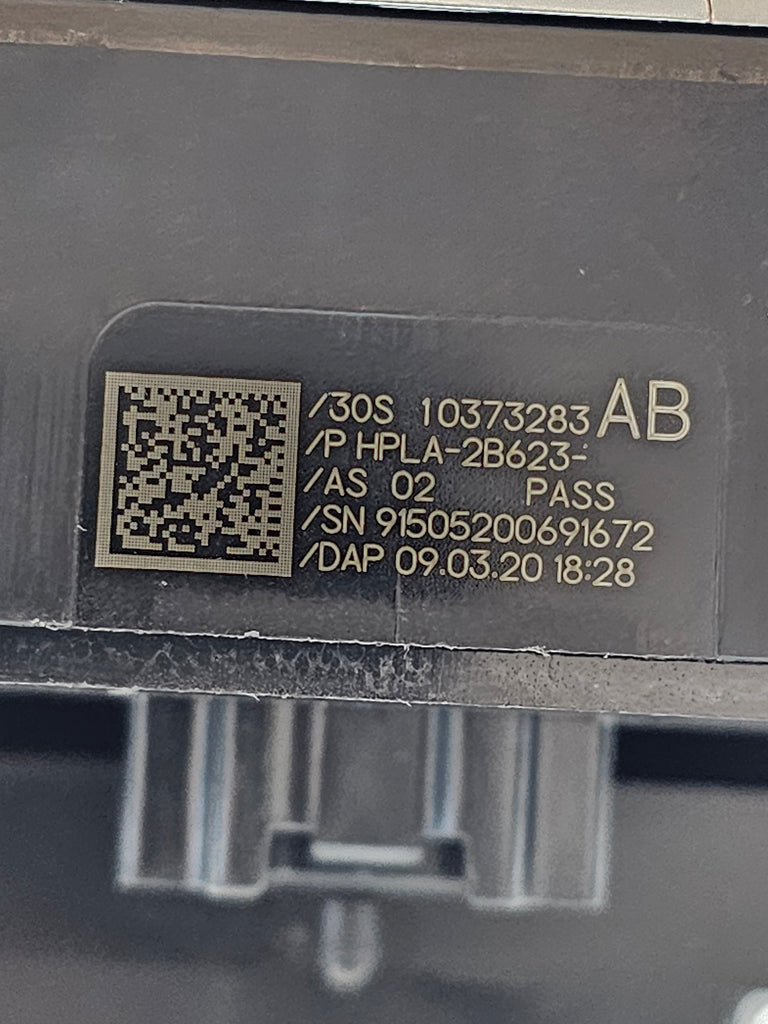 /30S 10373283 AB
/P HPLA-2B623-
/AS 02 PASS
/SN 91505200691672
/DAP 09.03.20 18:28